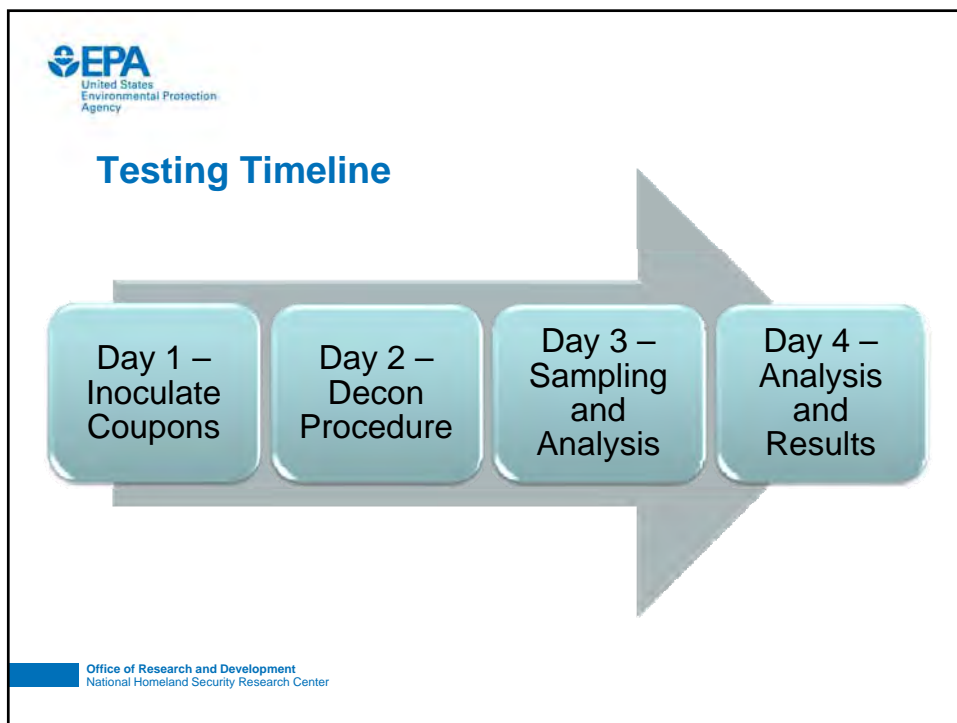 EPA
United States
Environmental Protection
Agency
Testing Timeline
Day 1 –
Inoculate
Coupons
Day 2 –
Decon
Procedure
Day 3 –
Sampling
and
Analysis
Day 4 –
Analysis
and
Results
Office of Research and Development
National Homeland Security Research Center